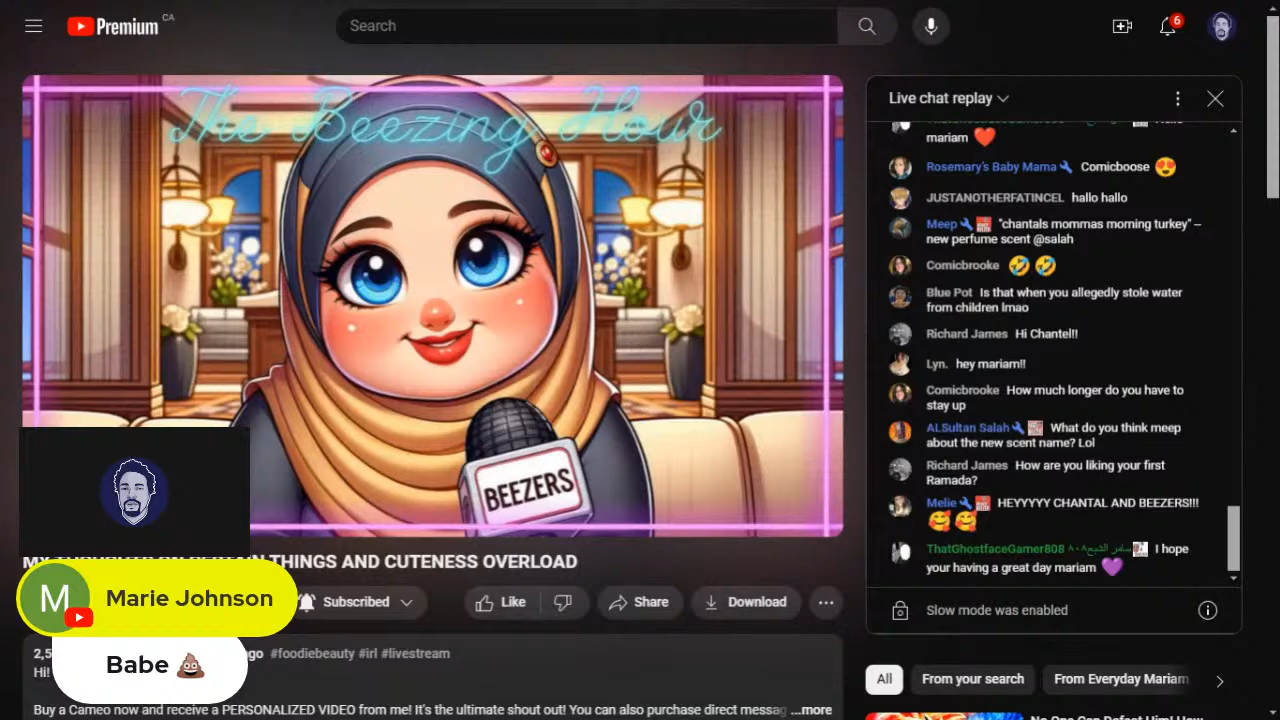 Premium CA
Search
6
The Beezing Hour
BEEZERS
Live chat replay
mariam ❤️
Rosemary's Baby Mama Comicboose 😍
JUSTANOTHERFATINCEL hallo hallo
Meep "chantals mommas morning turkey" –
new perfume scent @salah
Comicbrooke 🤣 🤣
Blue Pot Is that when you allegedly stole water
from children lmao
Richard James Hi Chantel!!
Lyn. hey mariam!!
Comicbrooke How much longer do you have to
stay up
ALSultan Salah What do you think meep
about the new scent name? Lol
Richard James How are you liking your first
Ramada?
Melie HEYYYYY CHANTAL AND BEEZERS!!!
🥰 🥰
ThatGhostfaceGamer808 سامر الشبح٨٠٨ I hope
your having a great day mariam 💜
Slow mode was enabled
THINGS AND CUTENESS OVERLOAD
Subscribed
Like
Share
Download
M
Marie Johnson
Babe 💩
2,5
go #foodiebeauty #irl #livestream
Hi!
Buy a Cameo now and receive a PERSONALIZED VIDEO from me! It's the ultimate shout out! You can also purchase direct messag ...more
All
From your search
From Everyday Mariam